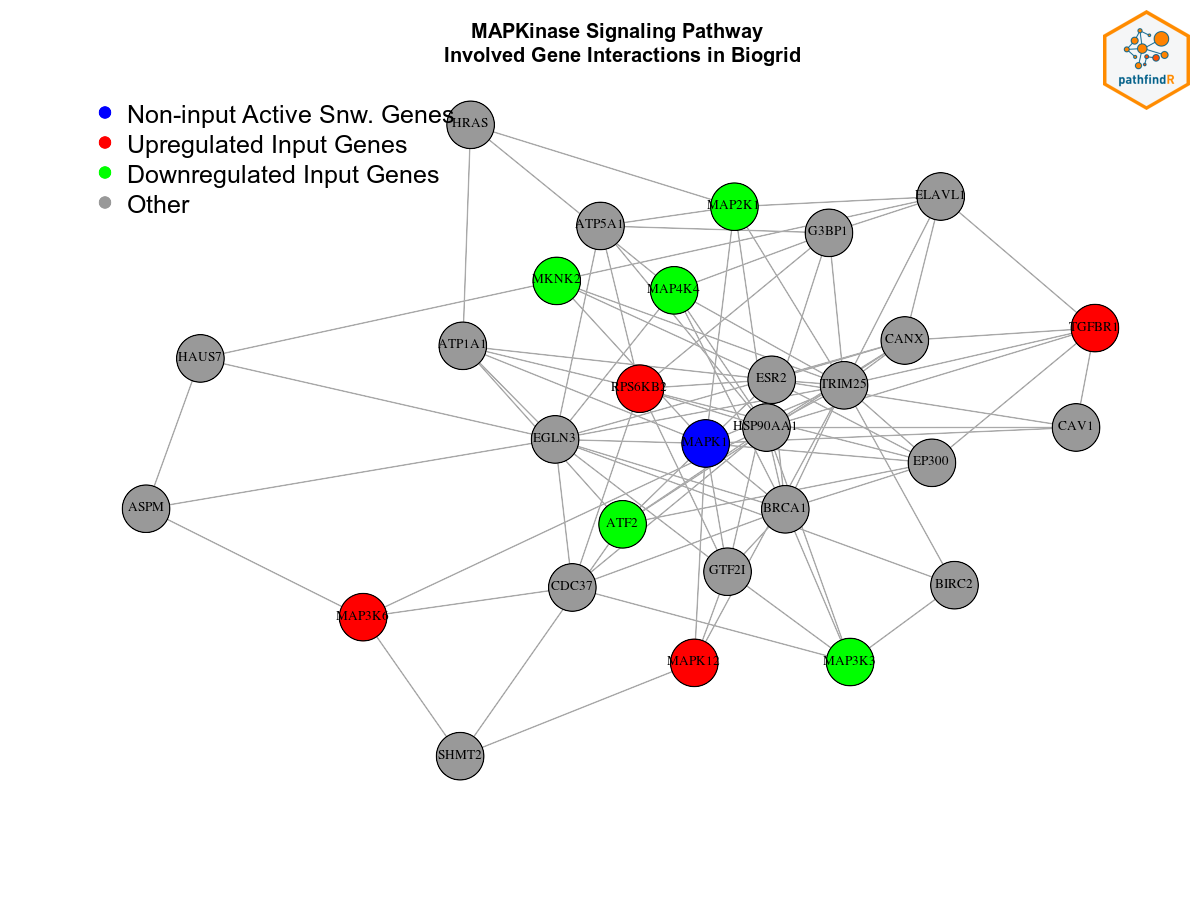 MAPKinase Signaling Pathway
Involved Gene Interactions in Biogrid
pathfindR
Non-input Active Snw. Genes
Upregulated Input Genes
Downregulated Input Genes
Other
HRAS
ELAVL1
MAP2K1
ATP5A1
G3BP1
MKNK2
MAP4K4
TGFBR1
CANX
ATP1A1
HAUS7
ESR2
TRIM25
RPS6KB2
HSP90AA1
CAV1
EGLN3
MAPK1
EP300
ASPM
BRCA1
ATF2
GTF2I
BIRC2
CDC37
MAP3K6
MAPK12
MAP3K3
SHMT2